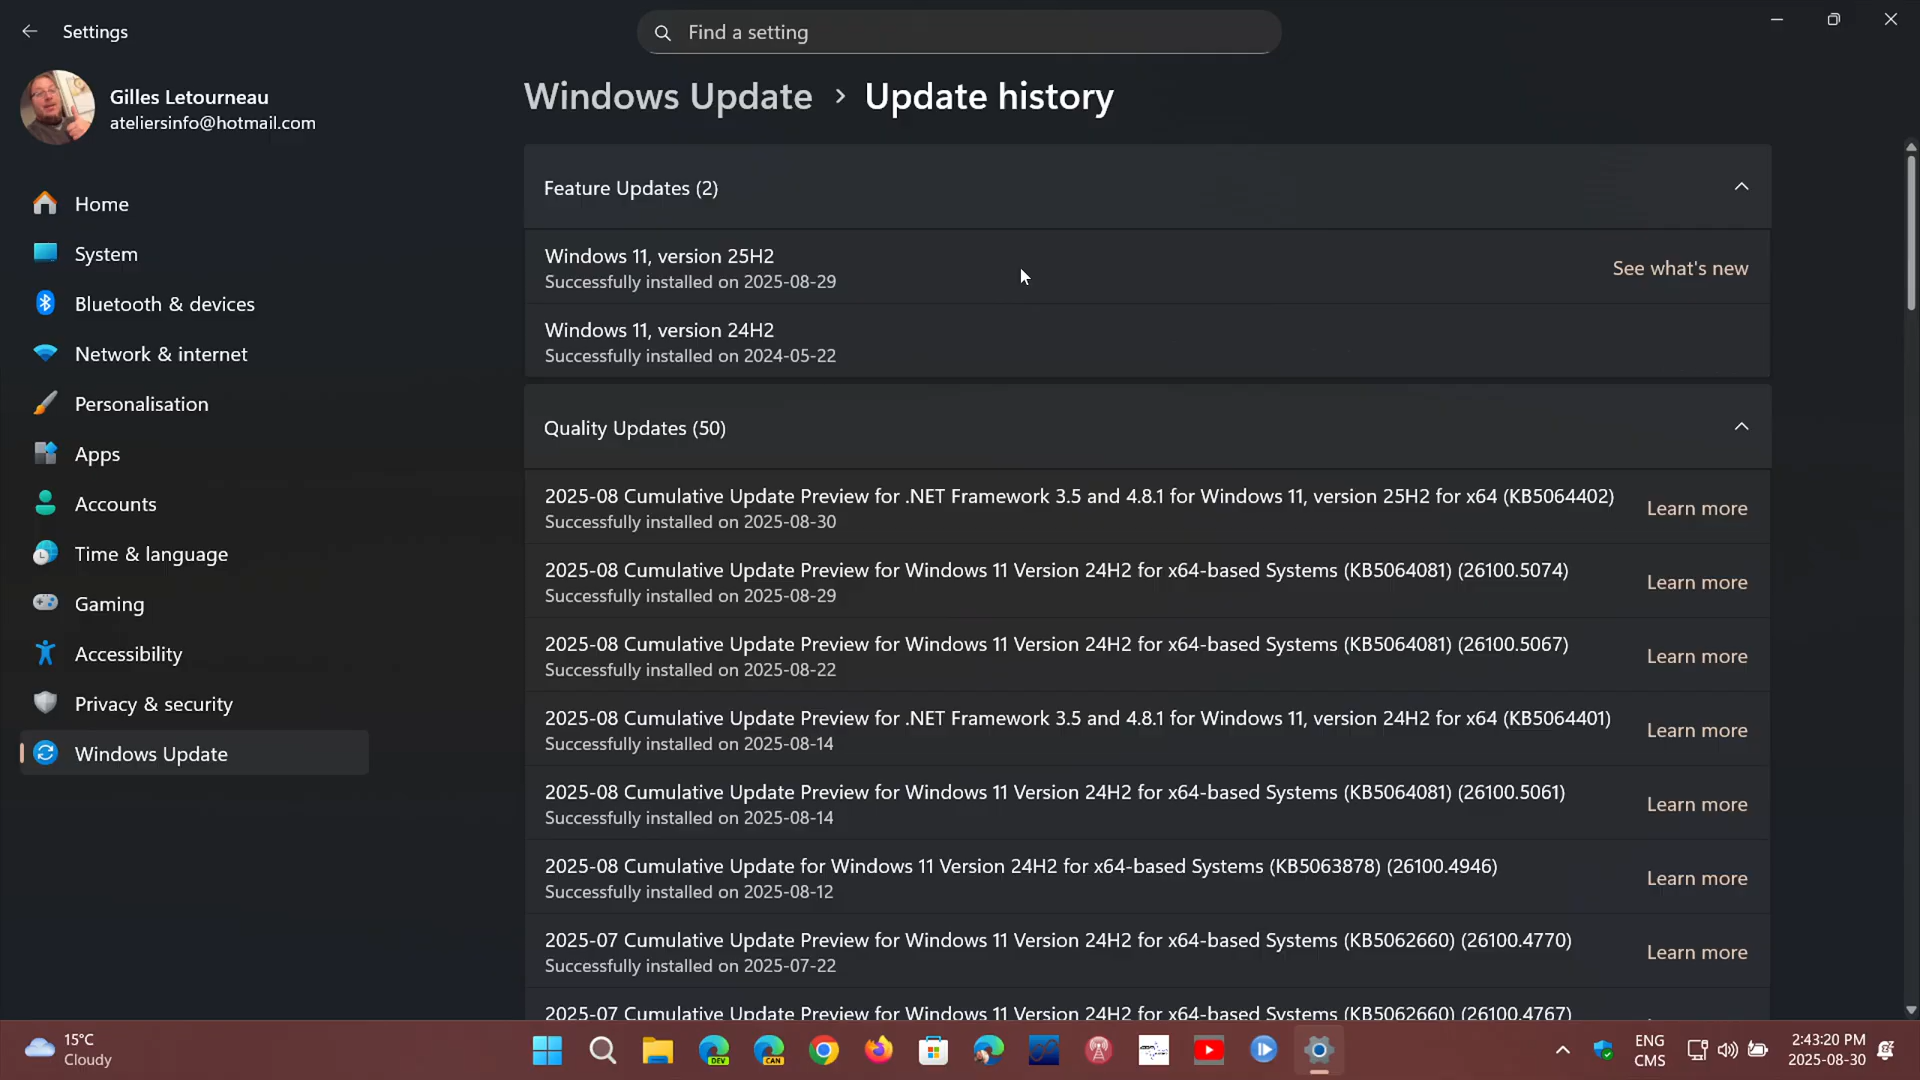 Settings
Find a setting
Gilles Letourneau
ateliersinfo@hotmail.com
Home
System
Bluetooth & devices
Network & internet
Personalisation
Apps
Accounts
Time & language
Gaming
Accessibility
Privacy & security
Windows Update
Windows Update > Update history
Feature Updates (2)
Windows 11, version 25H2
Successfully installed on 2025-08-29
See what's new
Windows 11, version 24H2
Successfully installed on 2024-05-22
Quality Updates (50)
2025-08 Cumulative Update Preview for .NET Framework 3.5 and 4.8.1 for Windows 11, version 25H2 for x64 (KB5064402)
Successfully installed on 2025-08-30
Learn more
2025-08 Cumulative Update Preview for Windows 11 Version 24H2 for x64-based Systems (KB5064081) (26100.5074)
Successfully installed on 2025-08-29
Learn more
2025-08 Cumulative Update Preview for Windows 11 Version 24H2 for x64-based Systems (KB5064081) (26100.5067)
Successfully installed on 2025-08-22
Learn more
2025-08 Cumulative Update Preview for .NET Framework 3.5 and 4.8.1 for Windows 11, version 24H2 for x64 (KB5064401)
Successfully installed on 2025-08-14
Learn more
2025-08 Cumulative Update Preview for Windows 11 Version 24H2 for x64-based Systems (KB5064081) (26100.5061)
Successfully installed on 2025-08-14
Learn more
2025-08 Cumulative Update for Windows 11 Version 24H2 for x64-based Systems (KB5063878) (26100.4946)
Successfully installed on 2025-08-12
Learn more
2025-07 Cumulative Update Preview for Windows 11 Version 24H2 for x64-based Systems (KB5062660) (26100.4770)
Successfully installed on 2025-07-22
Learn more
2025-07 Cumulative Update Preview for Windows 11 Version 24H2 for x64-based Systems (KB5062660) (26100.4767)
15°C
Cloudy
DEV
CAN
ENG
CMS
2:43:20 PM
2025-08-30